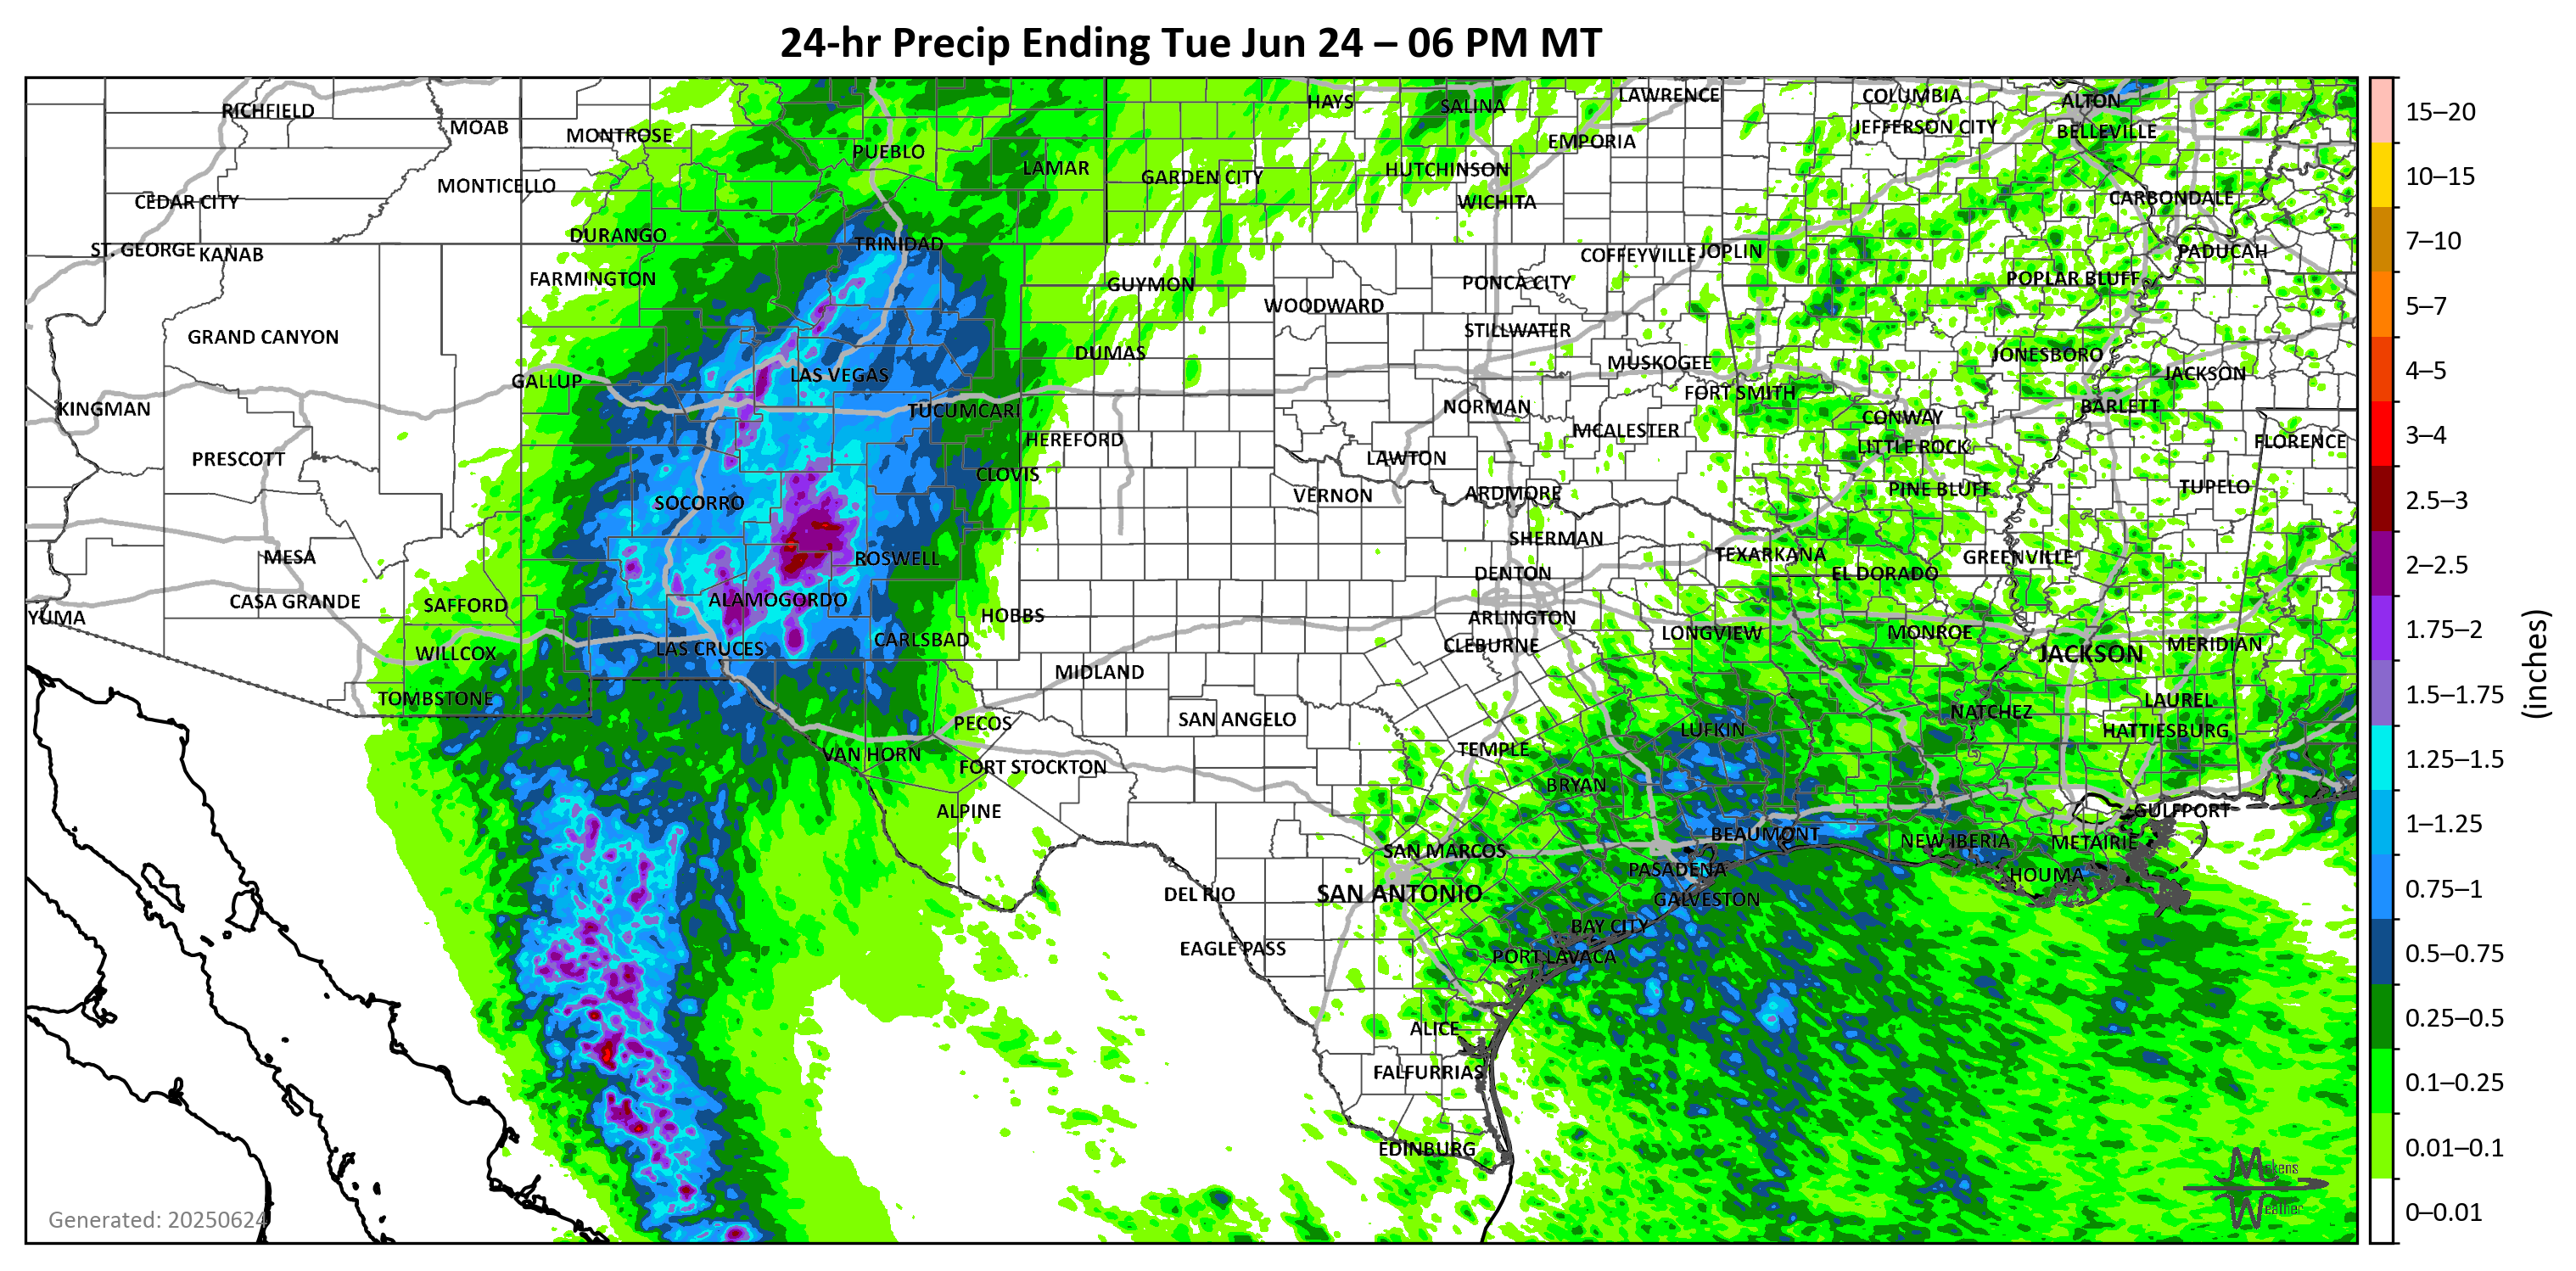 24-hr Precip Ending Tue Jun 24 – 06 PM MT
RICHFIELD
MOAB
MONTROSE
PUEBLO
LAMAR
HAYS
SALINA
LAWRENCE
COLUMBIA
ALTON
JEFFERSON CITY
BELLEVILLE
EMPORIA
HUTCHINSON
GARDEN CITY
MONTICELLO
CEDAR CITY
WICHITA
CARBONDALE
DURANGO
TRINIDAD
ST. GEORGE
KANAB
COFFEYVILLE
JOPLIN
PADUCAH
FARMINGTON
GUYMON
PONCA CITY
POPLAR BLUFF
WOODWARD
GRAND CANYON
STILLWATER
DUMAS
JONESBORO
MUSKOGEE
JACKSON
GALLUP
LAS VEGAS
FORT SMITH
KINGMAN
TUCUMCARI
NORMAN
BARLETT
CONWAY
MCALESTER
HEREFORD
FLORENCE
LITTLE ROCK
PRESCOTT
LAWTON
CLOVIS
PINE BLUFF
TUPELO
VERNON
ARDMORE
SOCORRO
SHERMAN
MESA
ROSWELL
TEXARKANA
GREENVILLE
DENTON
EL DORADO
CASA GRANDE
SAFFORD
ALAMOGORDO
YUMA
HOBBS
ARLINGTON
LONGVIEW
MONROE
CARLSBAD
CLEBURNE
MERIDIAN
WILLCOX
LAS CRUCES
JACKSON
MIDLAND
TOMBSTONE
LAUREL
NATCHEZ
PECOS
SAN ANGELO
LUFKIN
HATTIESBURG
VAN HORN
TEMPLE
FORT STOCKTON
BRYAN
ALPINE
GULFPORT
BEAUMONT
NEW IBERIA
METAIRIE
SAN MARCOS
PASADENA
HOUMA
DEL RIO
SAN ANTONIO
GALVESTON
BAY CITY
EAGLE PASS
PORT LAVACA
ALICE
FALFURRIAS
EDINBURG
Generated: 20250624
Mckens
Weather
15–20
10–15
7–10
5–7
4–5
3–4
2.5–3
2–2.5
1.75–2
1.5–1.75
1.25–1.5
1–1.25
0.75–1
0.5–0.75
0.25–0.5
0.1–0.25
0.01–0.1
0–0.01
(inches)